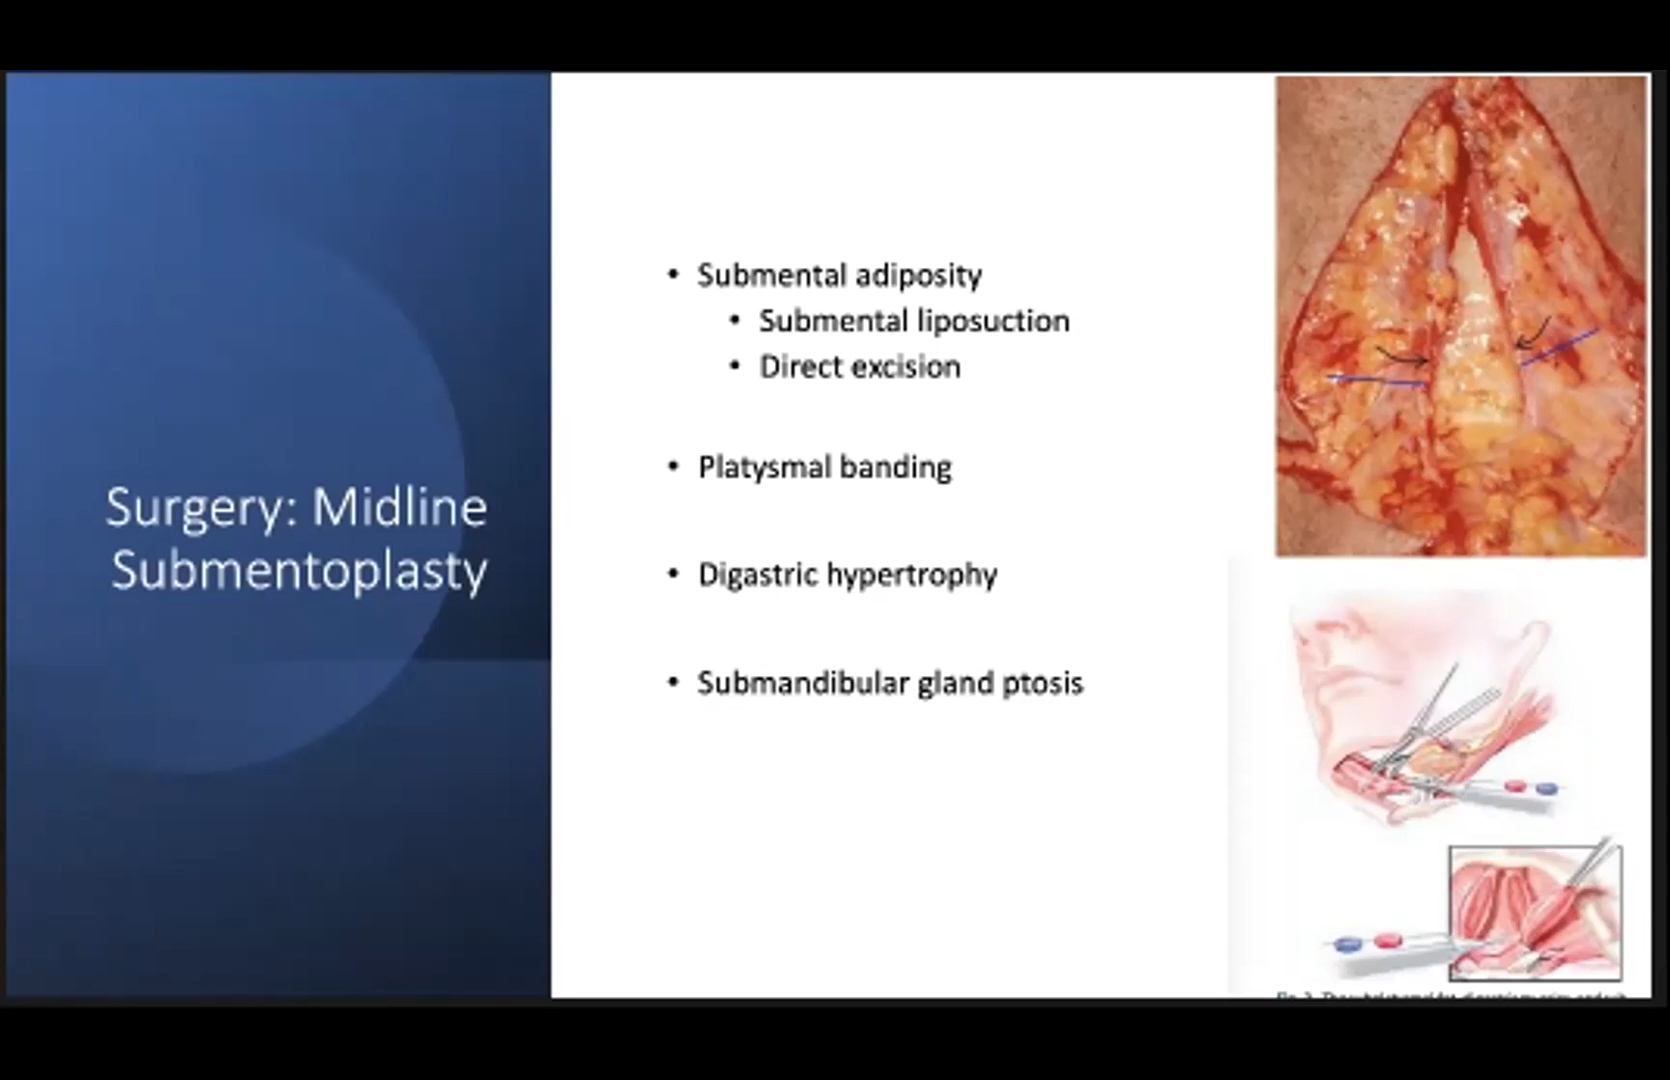 Surgery: Midline
Submentoplasty
• Submental adiposity
• Submental liposuction
• Direct excision
• Platysmal banding
• Digastric hypertrophy
• Submandibular gland ptosis